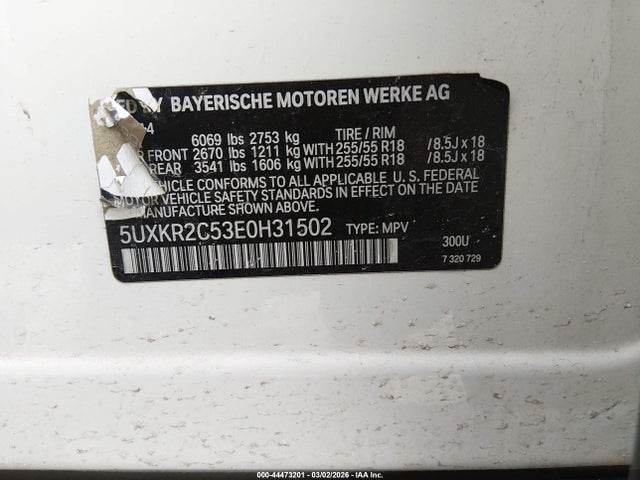 BAYERISCHE MOTOREN WERKE AG
6069 lbs 2753 kg TIRE / RIM
FRONT 2670 lbs 1211 kg WITH 255/55 R18 / 8.5J x 18
REAR 3541 lbs 1606 kg WITH 255/55 R18 / 8.5J x 18
VEHICLE CONFORMS TO ALL APPLICABLE U. S. FEDERAL
MOTOR VEHICLE SAFETY STANDARDS IN EFFECT ON THE DATE
MANUFACTURE SHOWN ABOVE.
5UXKR2C53E0H31502 TYPE: MPV
300U
7 320 729
000-44473201 - 03/02/2026 - IAA Inc.